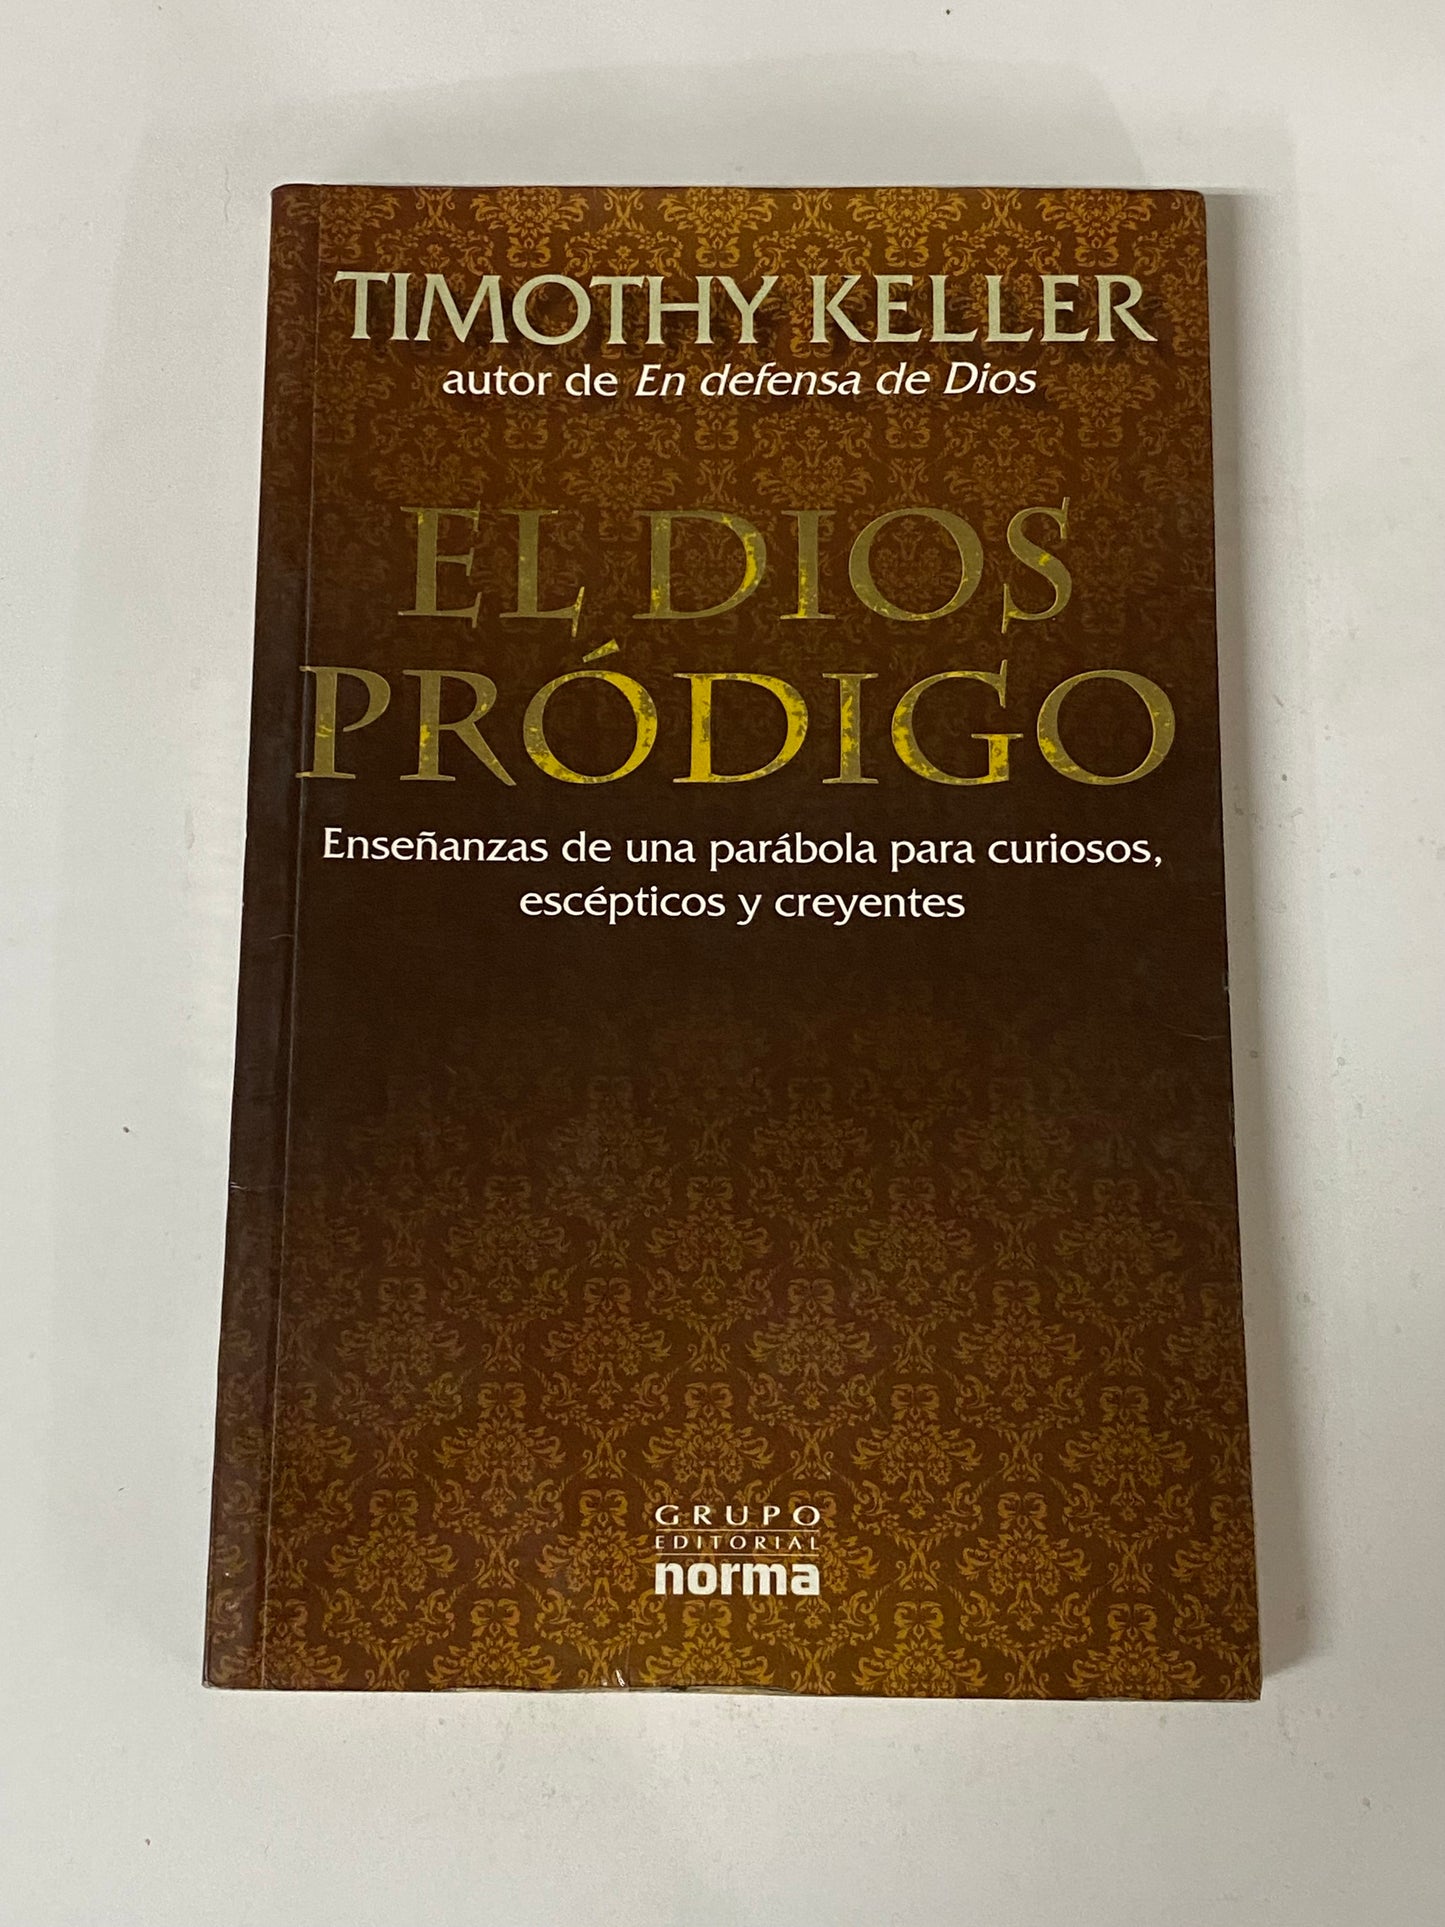 TIMOTHY KELLER
autor de En defensa de Dios
EL DIOS
PRÓDIGO
Enseñanzas de una parábola para curiosos,
escépticos y creyentes
GRUPO
EDITORIAL
norma